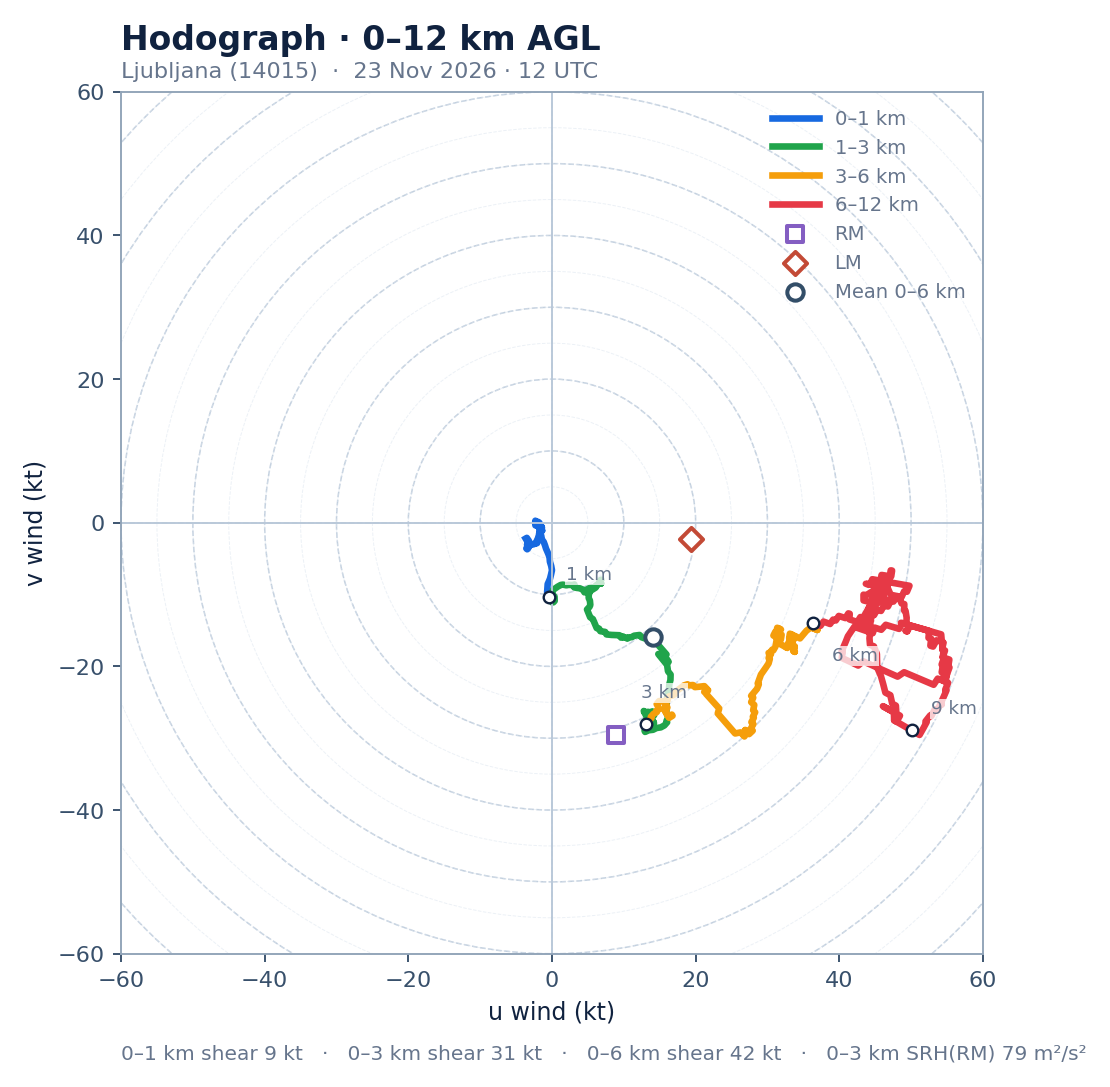 Hodograph · 0–12 km AGL
Ljubljana (14015) · 23 Nov 2026 · 12 UTC
0–1 km
1–3 km
3–6 km
6–12 km
RM
LM
Mean 0–6 km
60
40
20
0
−20
−40
−60
v wind (kt)
1 km
3 km
6 km
9 km
−60
−40
−20
0
20
40
60
u wind (kt)
0–1 km shear 9 kt · 0–3 km shear 31 kt · 0–6 km shear 42 kt · 0–3 km SRH(RM) 79 m²/s²